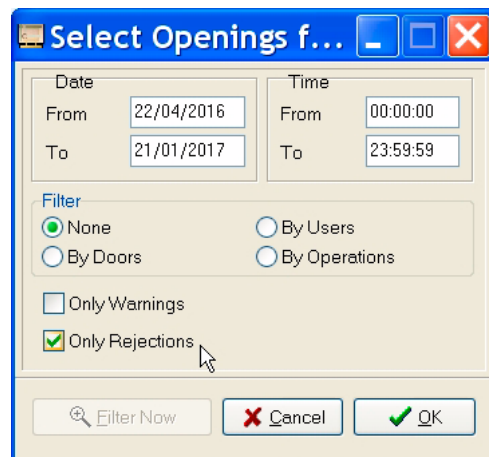 Select Openings f...
Date Time
From 22/04/2016 From 00:00:00
To 21/01/2017 To 23:59:59
Filter
None By Users
By Doors By Operations
Only Warnings
Only Rejections
Filter Now Cancel OK